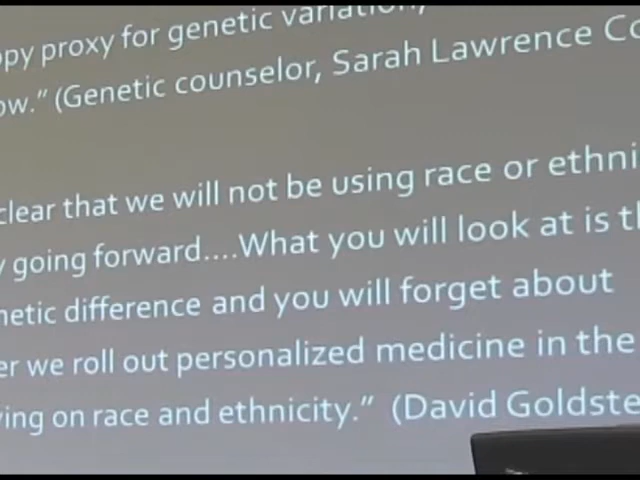 py proxy for genetic variation,
ow.” (Genetic counselor, Sarah Lawrence Co
clear that we will not be using race or ethni
y going forward....What you will look at is th
netic difference and you will forget about
er we roll out personalized medicine in the
ying on race and ethnicity.” (David Goldste